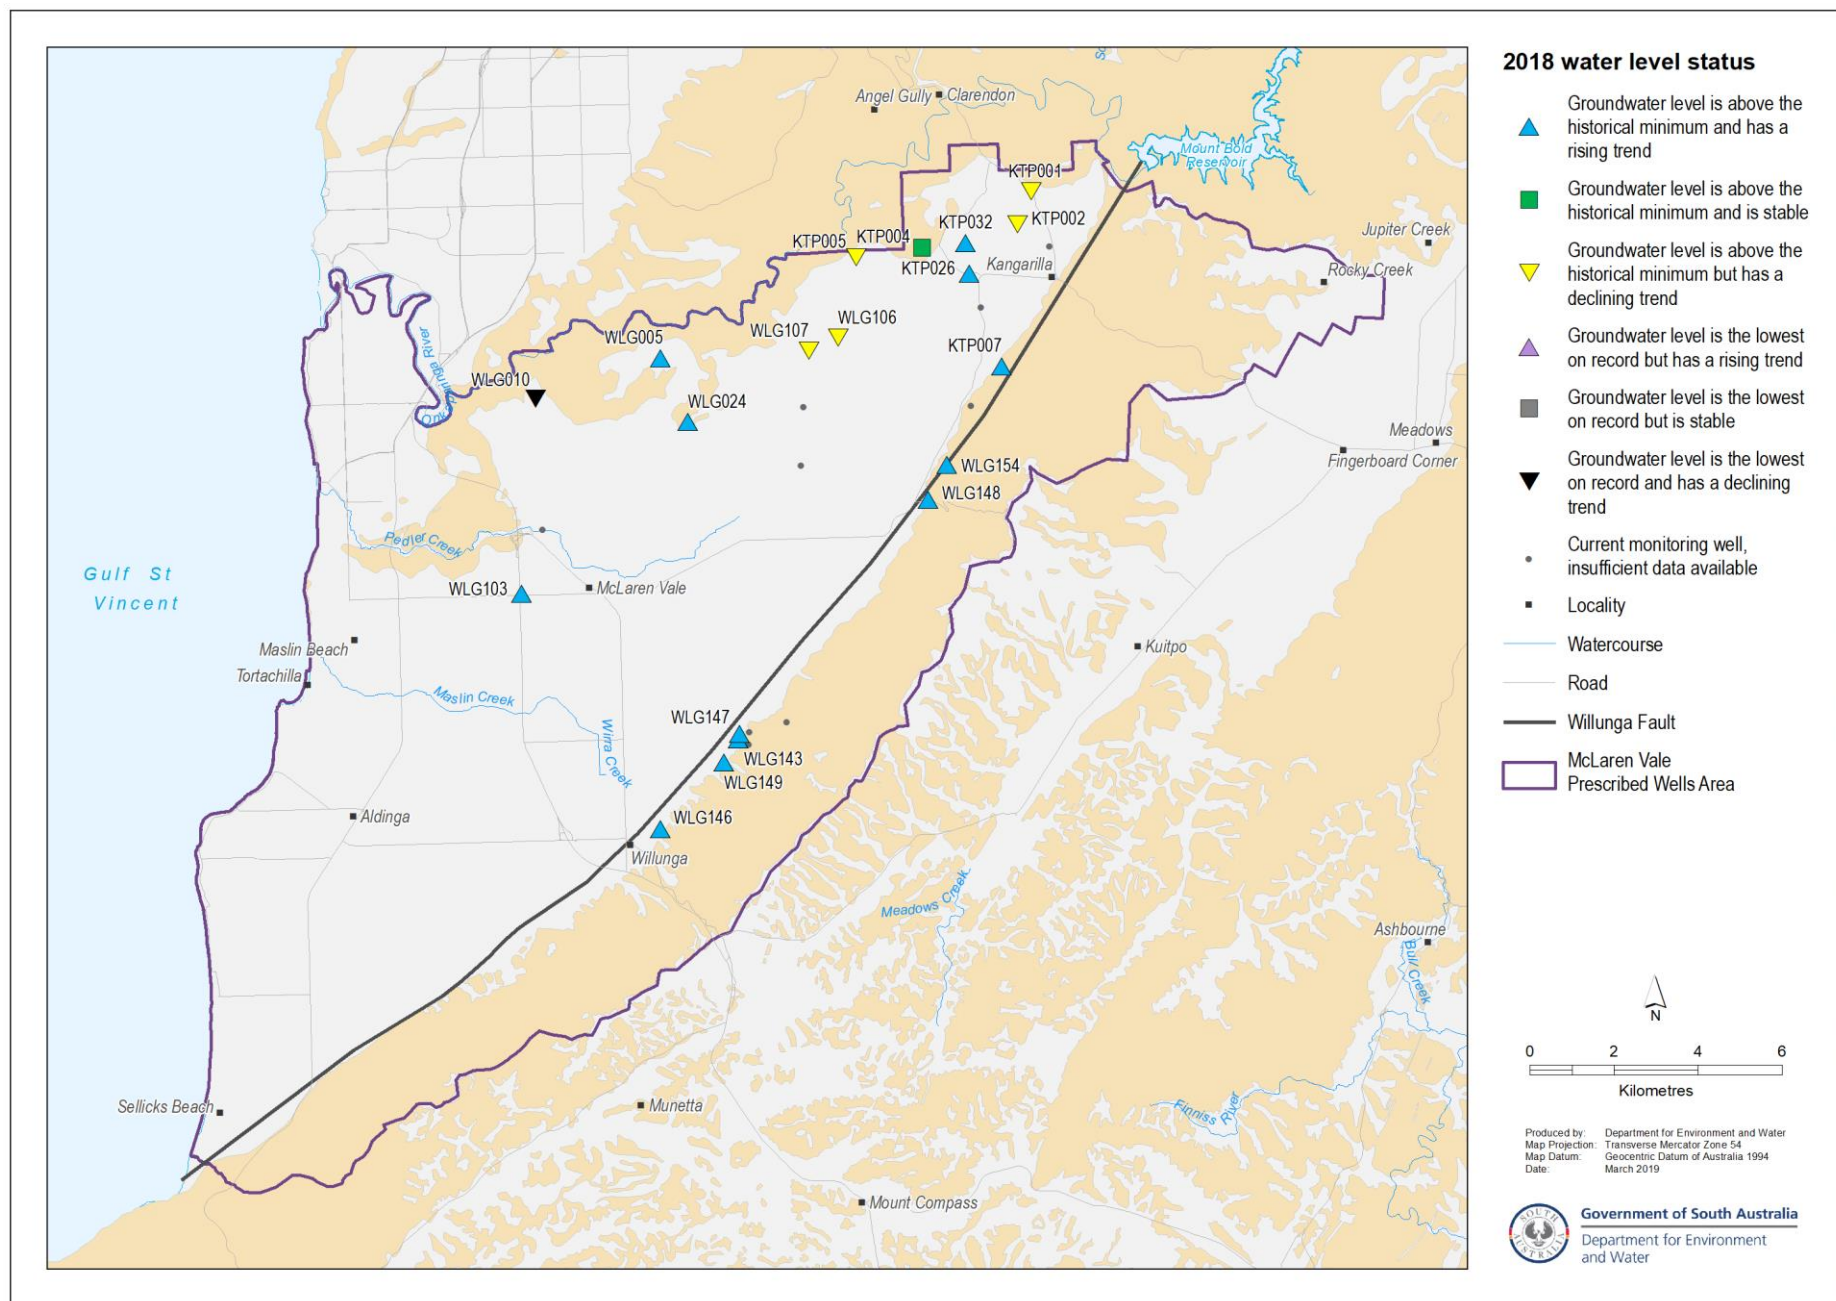 Angel Gully
Clarendon
Mount Bold
Reservoir
KTP001
KTP002
KTP032
KTP005
KTP004
KTP026
Kangarilla
Jupiter Creek
Rocky Creek
WLG107
WLG106
WLG005
KTP007
WLG010
WLG024
Onkaparinga River
Meadows
Fingerboard Corner
WLG154
WLG148
Pedler Creek
Gulf St
Vincent
WLG103
McLaren Vale
Maslin Beach
Tortachilla
Kuitpo
Maslin Creek
Wirra Creek
WLG147
WLG143
WLG149
Aldinga
WLG146
Willunga
Meadows Creek
Ashbourne
Bull Creek
Sellicks Beach
Munetta
Finniss River
Mount Compass
2018 water level status
Groundwater level is above the
historical minimum and has a
rising trend
Groundwater level is above the
historical minimum and is stable
Groundwater level is above the
historical minimum but has a
declining trend
Groundwater level is the lowest
on record but has a rising trend
Groundwater level is the lowest
on record but is stable
Groundwater level is the lowest
on record and has a declining
trend
Current monitoring well,
insufficient data available
Locality
Watercourse
Road
Willunga Fault
McLaren Vale
Prescribed Wells Area
N
0 2 4 6
Kilometres
Produced by: Department for Environment and Water
Map Projection: Transverse Mercator Zone 54
Map Datum: Geocentric Datum of Australia 1994
Date: March 2019
SOUTH
AUSTRALIA
Government of South Australia
Department for Environment
and Water